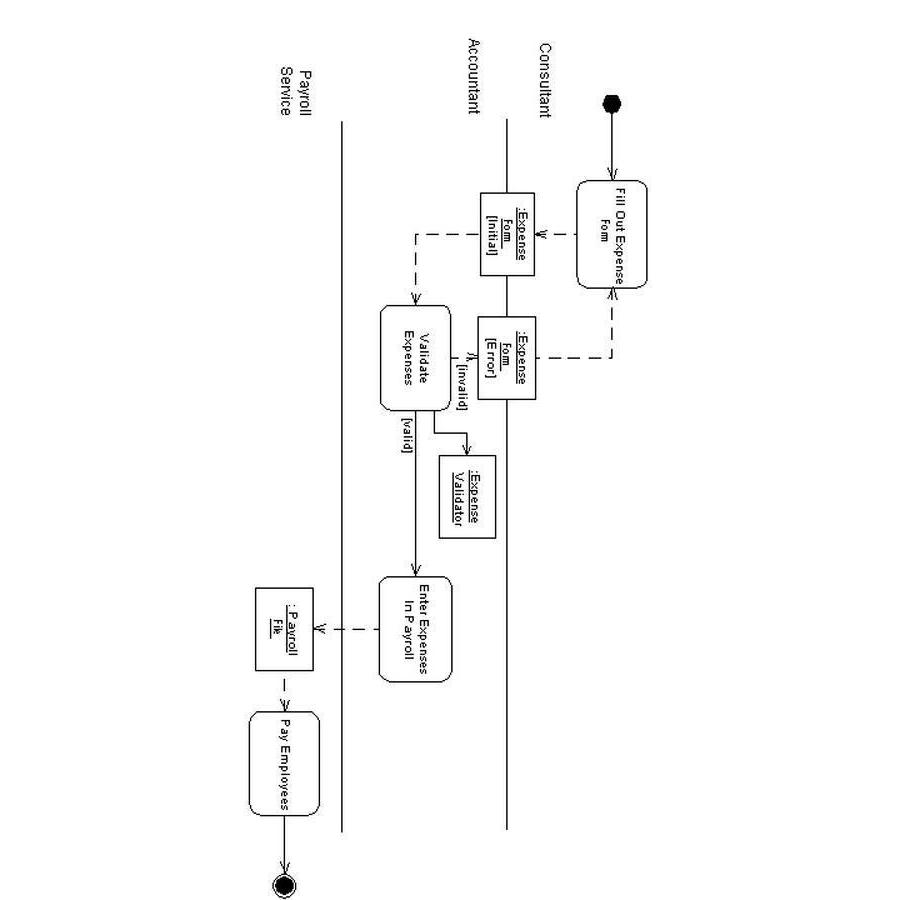 Consultant
Fill Out Expense
Form
:Expense
Form
[Initial]
:Expense
Form
[Error]
Accountant
Validate
Expenses
[invalid]
[valid]
:Expense
Validator
Enter Expenses
In Payroll
Payroll
Service
: Payroll
File
Pay Employees